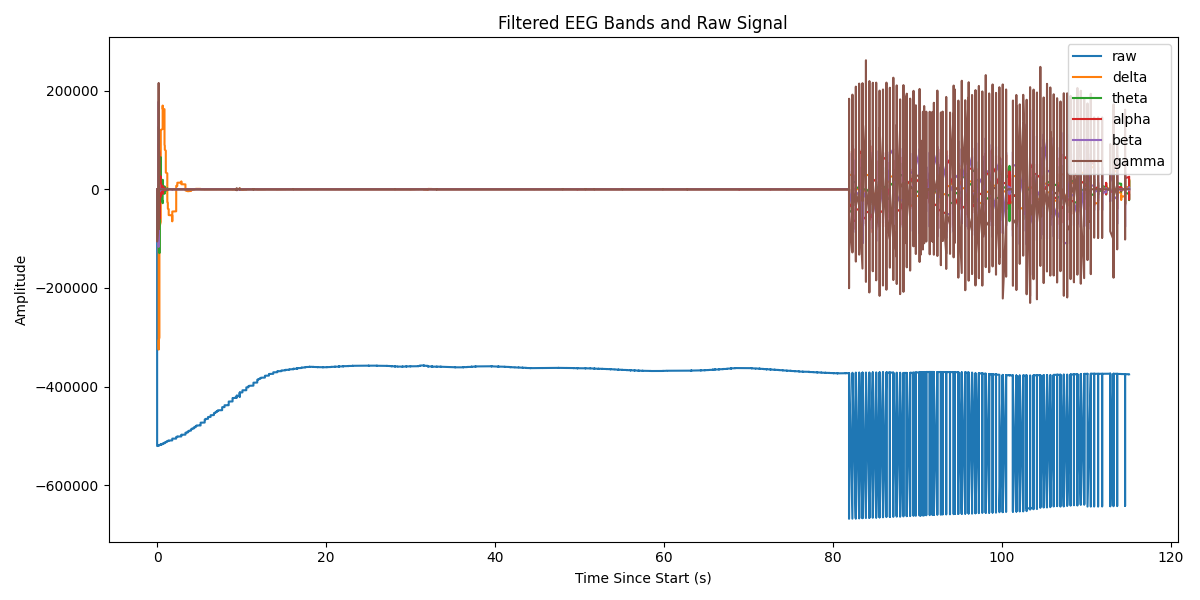 Filtered EEG Bands and Raw Signal
raw
delta
theta
alpha
beta
gamma
200000
0
−200000
−400000
−600000
Amplitude
0 20 40 60 80 100 120
Time Since Start (s)